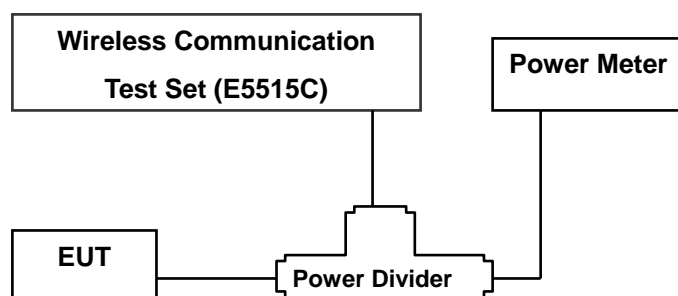 Wireless Communication
Test Set (E5515C)
Power Meter
EUT
Power Divider